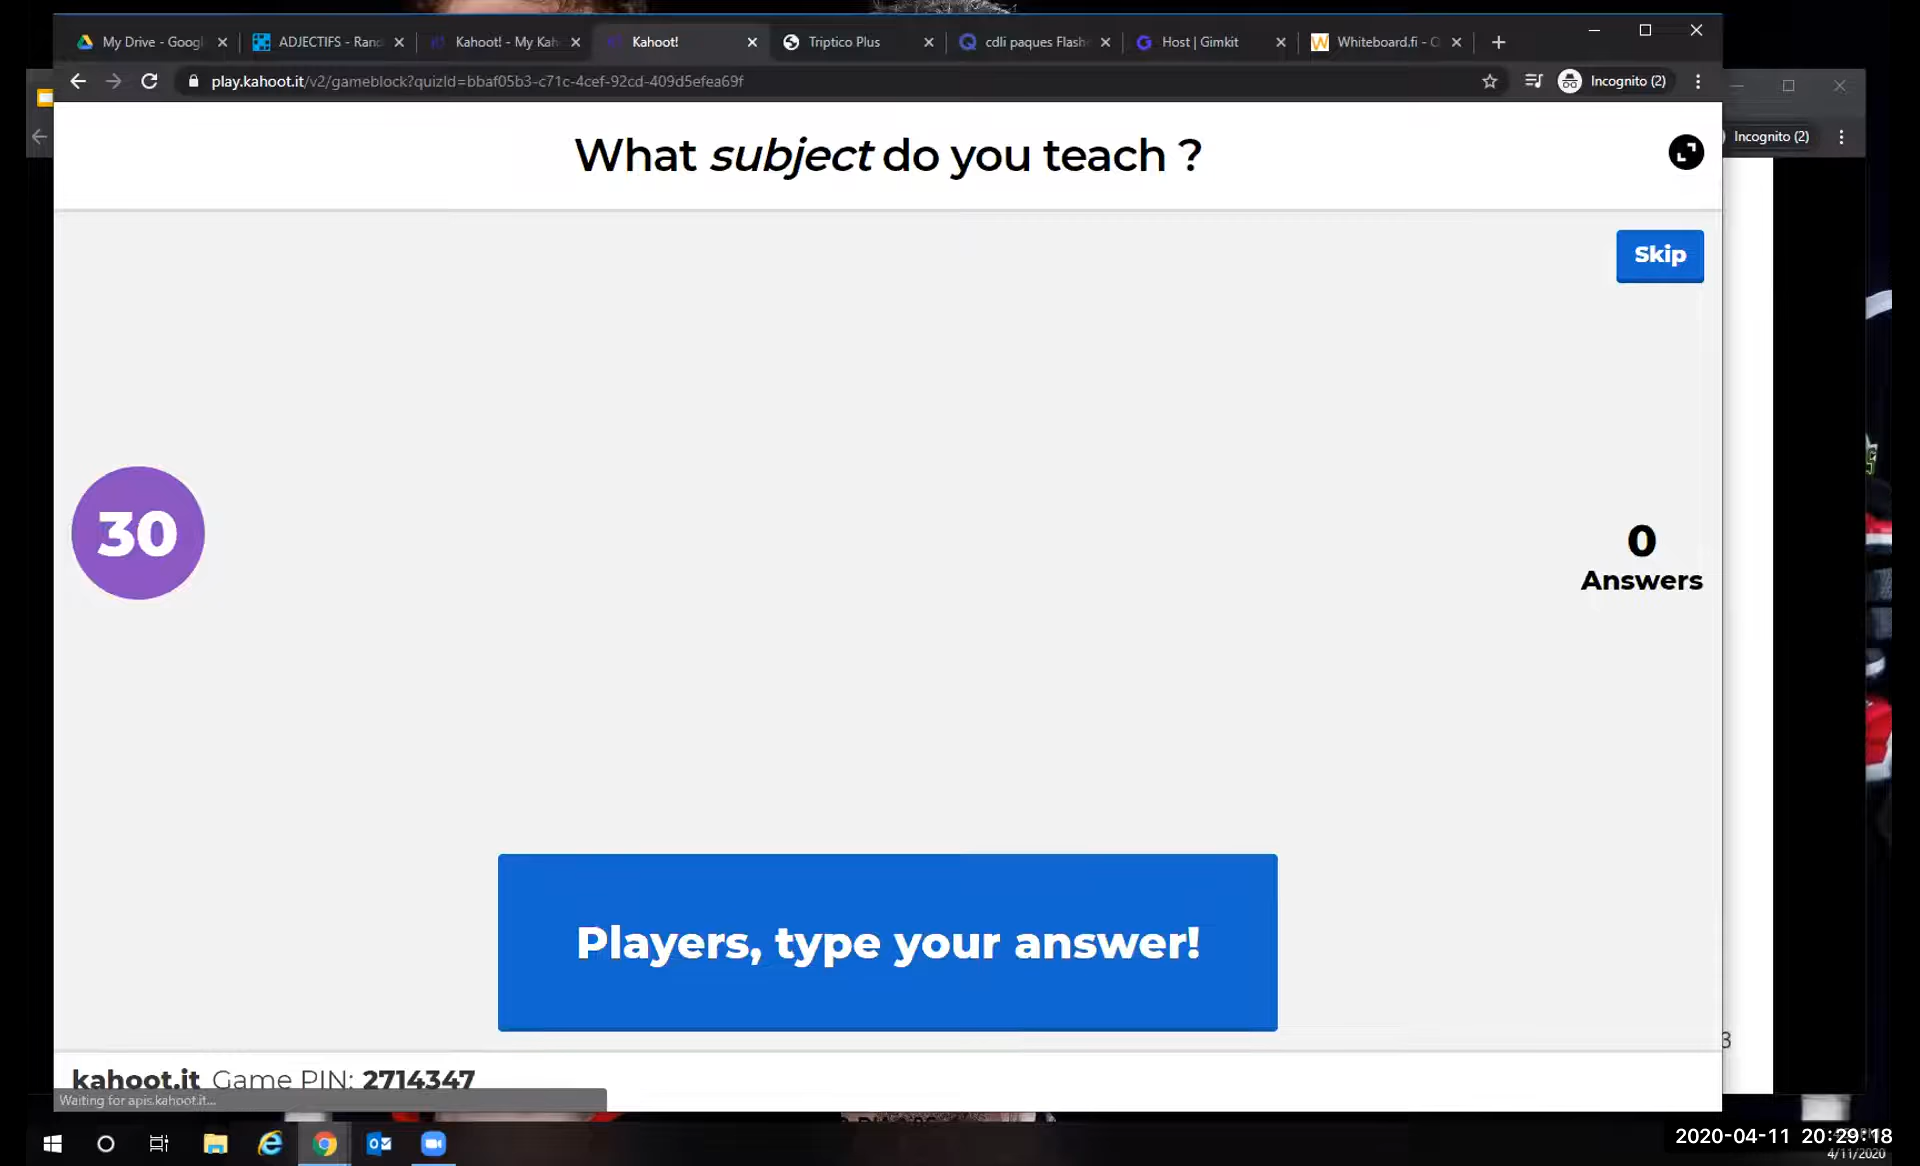 My Drive - Googl
ADJECTIFS - Rand
Kahoot! - My Kah
Kahoot!
Triptico Plus
cdli paques Flash
Host | Gimkit
Whiteboard.fi -
play.kahoot.it/v2/gameblock?quizId=bbaf05b3-c71c-4cef-92cd-409d5efea69f
Incognito (2)
Incognito (2)
What subject do you teach ?
Skip
30
0
Answers
Players, type your answer!
3
kahoot.it Game PIN: 2714347
Waiting for apis.kahoot.it...
2020-04-11 20:29:18
4/11/2020